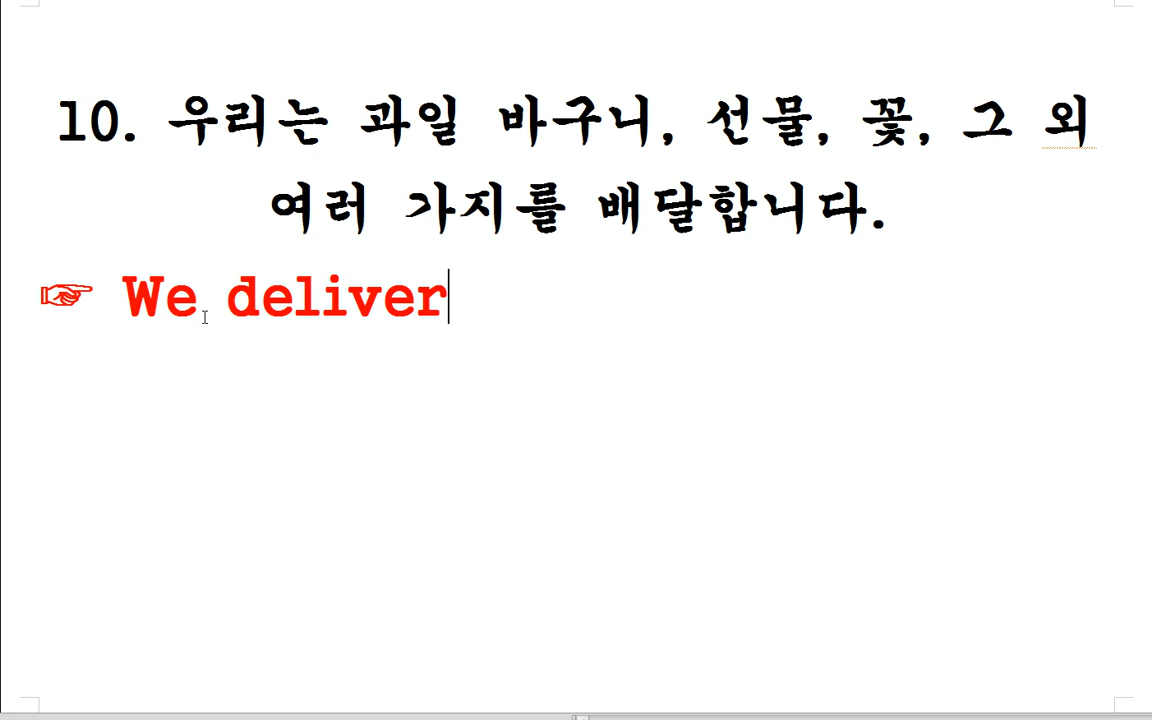 10. 우리는 과일 바구니, 선물, 꽃, 그 외
여러 가지를 배달합니다.
☞ We deliver